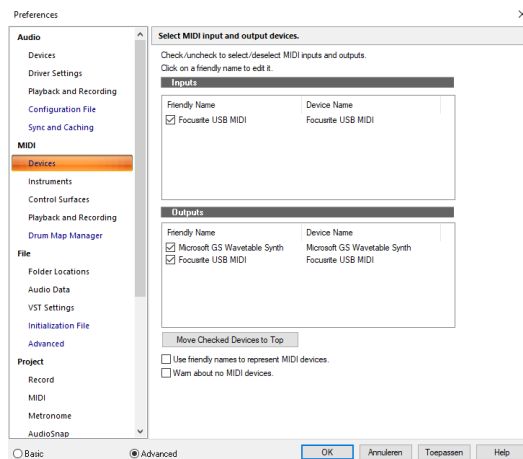 Preferences
Audio
Devices
Driver Settings
Playback and Recording
Configuration File
Sync and Caching
MIDI
Devices
Instruments
Control Surfaces
Playback and Recording
Drum Map Manager
File
Folder Locations
Audio Data
VST Settings
Initialization File
Advanced
Project
Record
MIDI
Metronome
AudioSnap
Basic
Advanced
Select MIDI input and output devices.
Check/uncheck to select/deselect MIDI inputs and outputs.
Click on a friendly name to edit it.
Inputs
Friendly Name Device Name
Focusrite USB MIDI Focusrite USB MIDI
Outputs
Friendly Name Device Name
Microsoft GS Wavetable Synth Microsoft GS Wavetable Synth
Focusrite USB MIDI Focusrite USB MIDI
Move Checked Devices to Top
Use friendly names to represent MIDI devices.
Warn about no MIDI devices.
OK Annuleren Toepassen Help